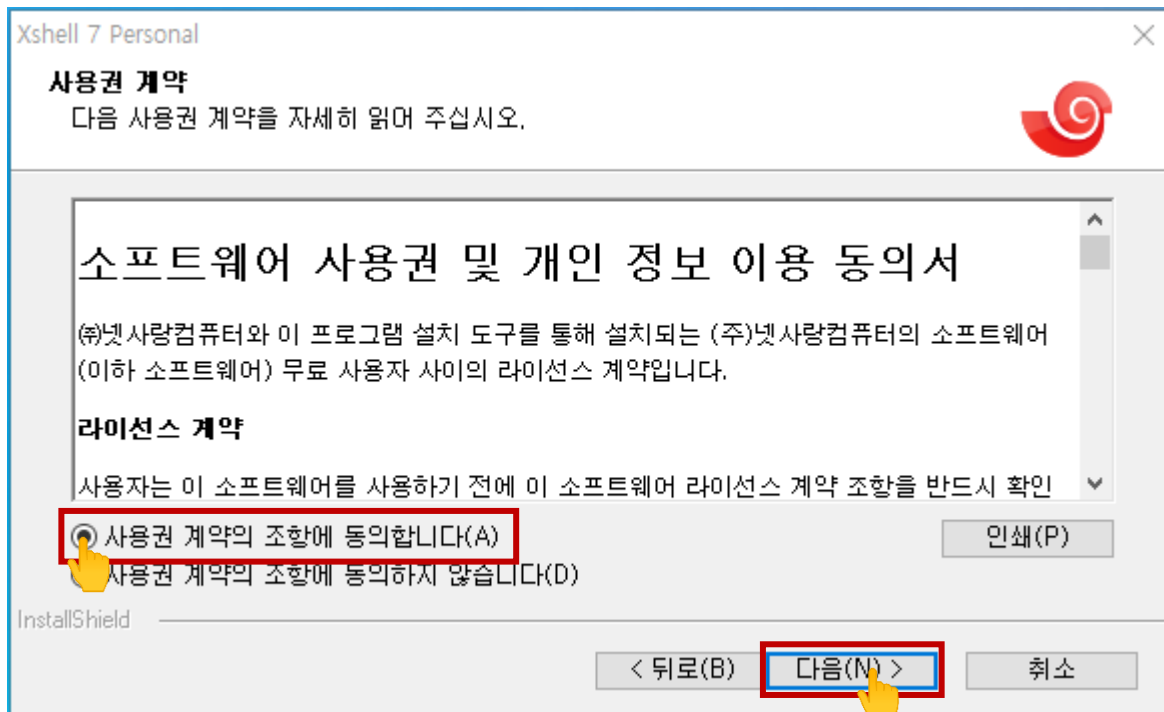 Xshell 7 Personal
사용권 계약
다음 사용권 계약을 자세히 읽어 주십시오.
소프트웨어 사용권 및 개인 정보 이용 동의서
㈜넷사랑컴퓨터와 이 프로그램 설치 도구를 통해 설치되는 (주)넷사랑컴퓨터의 소프트웨어
(이하 소프트웨어) 무료 사용자 사이의 라이선스 계약입니다.
라이선스 계약
사용자는 이 소프트웨어를 사용하기 전에 이 소프트웨어 라이선스 계약 조항을 반드시 확인
사용권 계약의 조항에 동의합니다(A)
인쇄(P)
사용권 계약의 조항에 동의하지 않습니다(D)
InstallShield
< 뒤로(B)
다음(N) >
취소